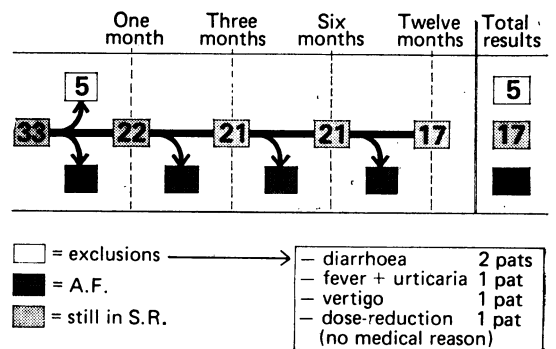 One month Three months Six months Twelve months Total results
5 5
33 22 21 21 17 17
= exclusions
= A.F.
= still in S.R.
– diarrhoea 2 pats
– fever + urticaria 1 pat
– vertigo 1 pat
– dose-reduction 1 pat
(no medical reason)